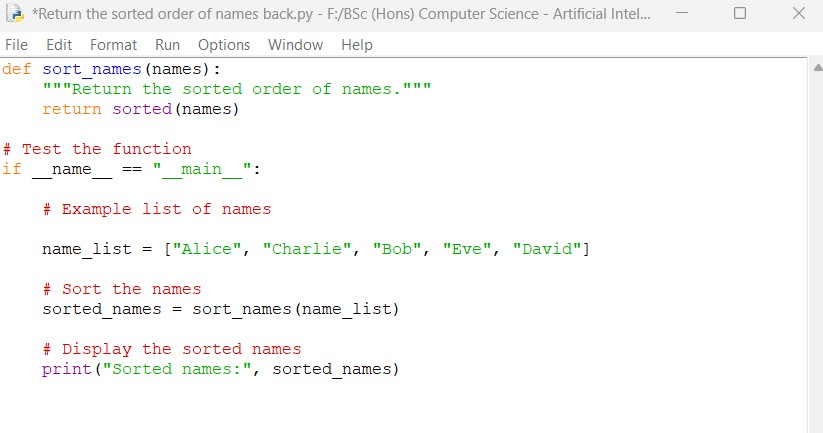 *Return the sorted order of names back.py - F:/BSc (Hons) Computer Science - Artificial Intel...
File Edit Format Run Options Window Help
def sort_names(names):
    """Return the sorted order of names."""
    return sorted(names)

# Test the function
if __name__ == "__main__":

    # Example list of names

    name_list = ["Alice", "Charlie", "Bob", "Eve", "David"]

    # Sort the names
    sorted_names = sort_names(name_list)

    # Display the sorted names
    print("Sorted names:", sorted_names)